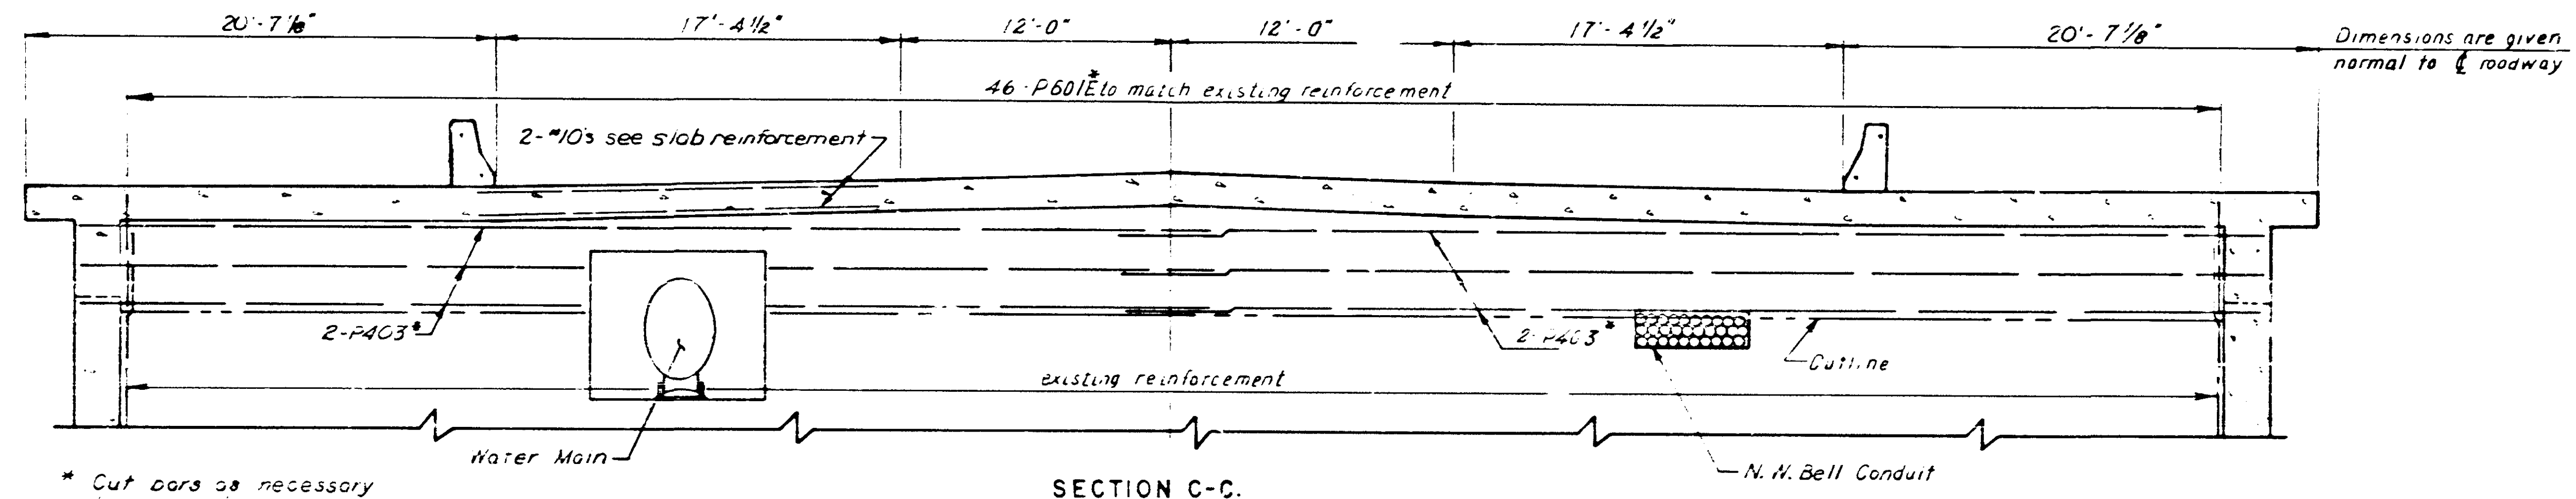 20'-7 1/8"
17'-4 1/2"
12'-0"
12'-0"
17'-4 1/2"
20'-7 1/8"
Dimensions are given
normal to ℄ roadway
46-P601E* to match existing reinforcement
2-#10's see slab reinforcement
2-P403*
2-P403*
Cutline
existing reinforcement
Water Main
N.W. Bell Conduit
* Cut bars as necessary
SECTION C-C.